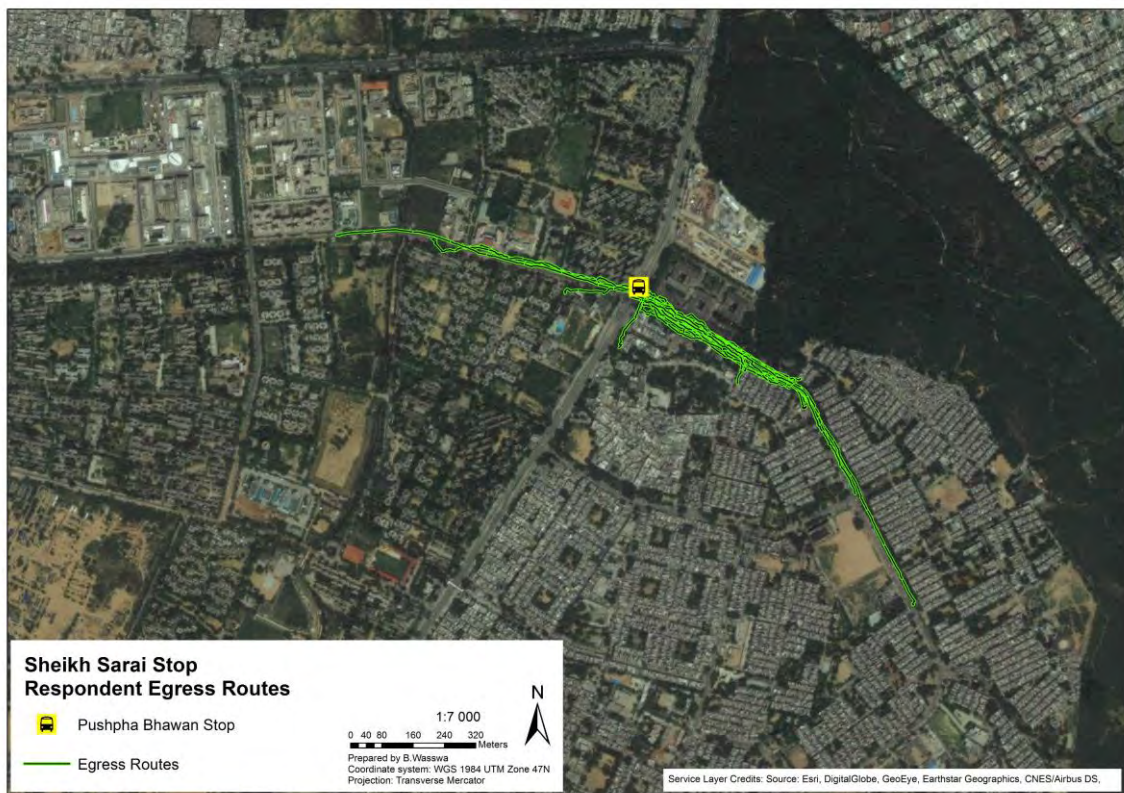 Sheikh Sarai Stop
Respondent Egress Routes
Pushpha Bhawan Stop
Egress Routes
N
1:7 000
0 40 80 160 240 320
Meters
Prepared by B.Wasswa
Coordinate system: WGS 1984 UTM Zone 47N
Projection: Transverse Mercator
Service Layer Credits: Source: Esri, DigitalGlobe, GeoEye, Earthstar Geographics, CNES/Airbus DS,